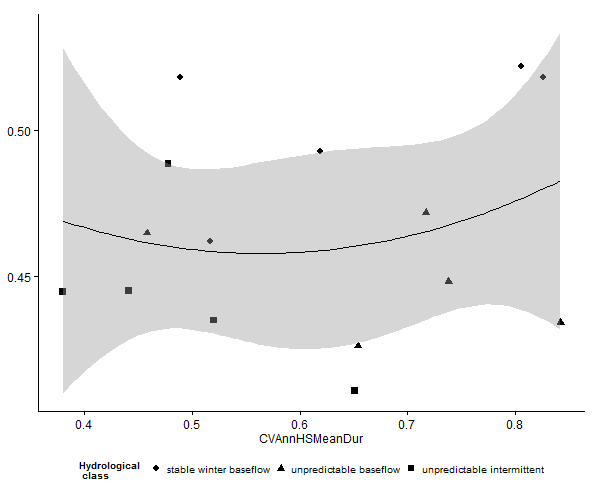 0.50
0.45
0.4 0.5 0.6 0.7 0.8
CVAnnHSMeanDur
Hydrological
class
stable winter baseflow unpredictable baseflow unpredictable intermittent